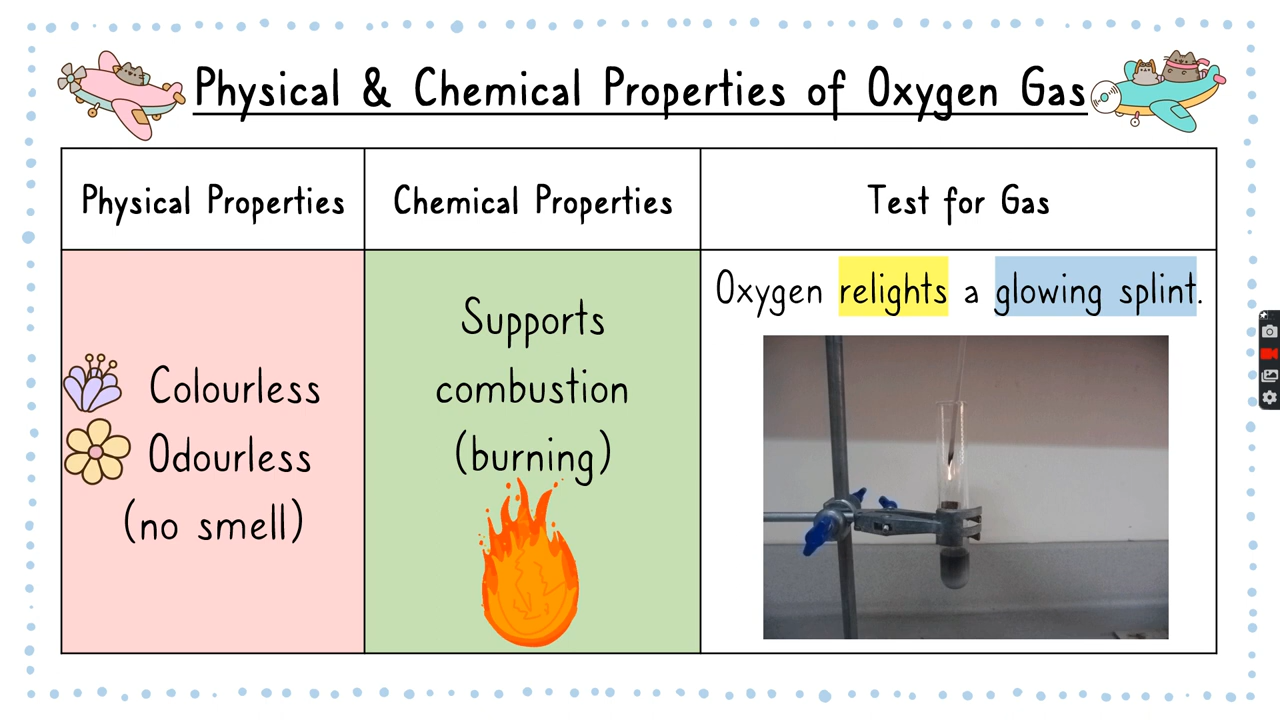 Physical & Chemical Properties of Oxygen Gas
Physical Properties
Chemical Properties
Test for Gas
Colourless
Odourless
(no smell)
Supports
combustion
(burning)
Oxygen relights a glowing splint.